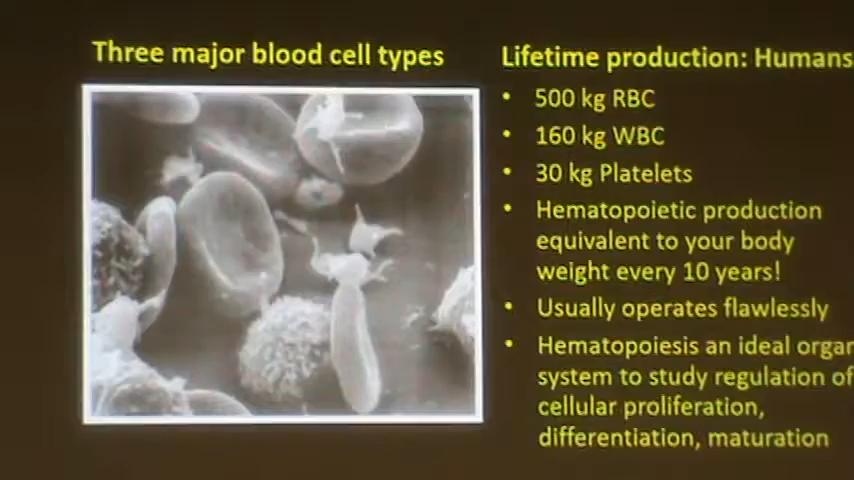 Three major blood cell types
Lifetime production: Humans
• 500 kg RBC
• 160 kg WBC
• 30 kg Platelets
• Hematopoietic production
equivalent to your body
weight every 10 years!
• Usually operates flawlessly
• Hematopoiesis an ideal organ
system to study regulation of
cellular proliferation,
differentiation, maturation